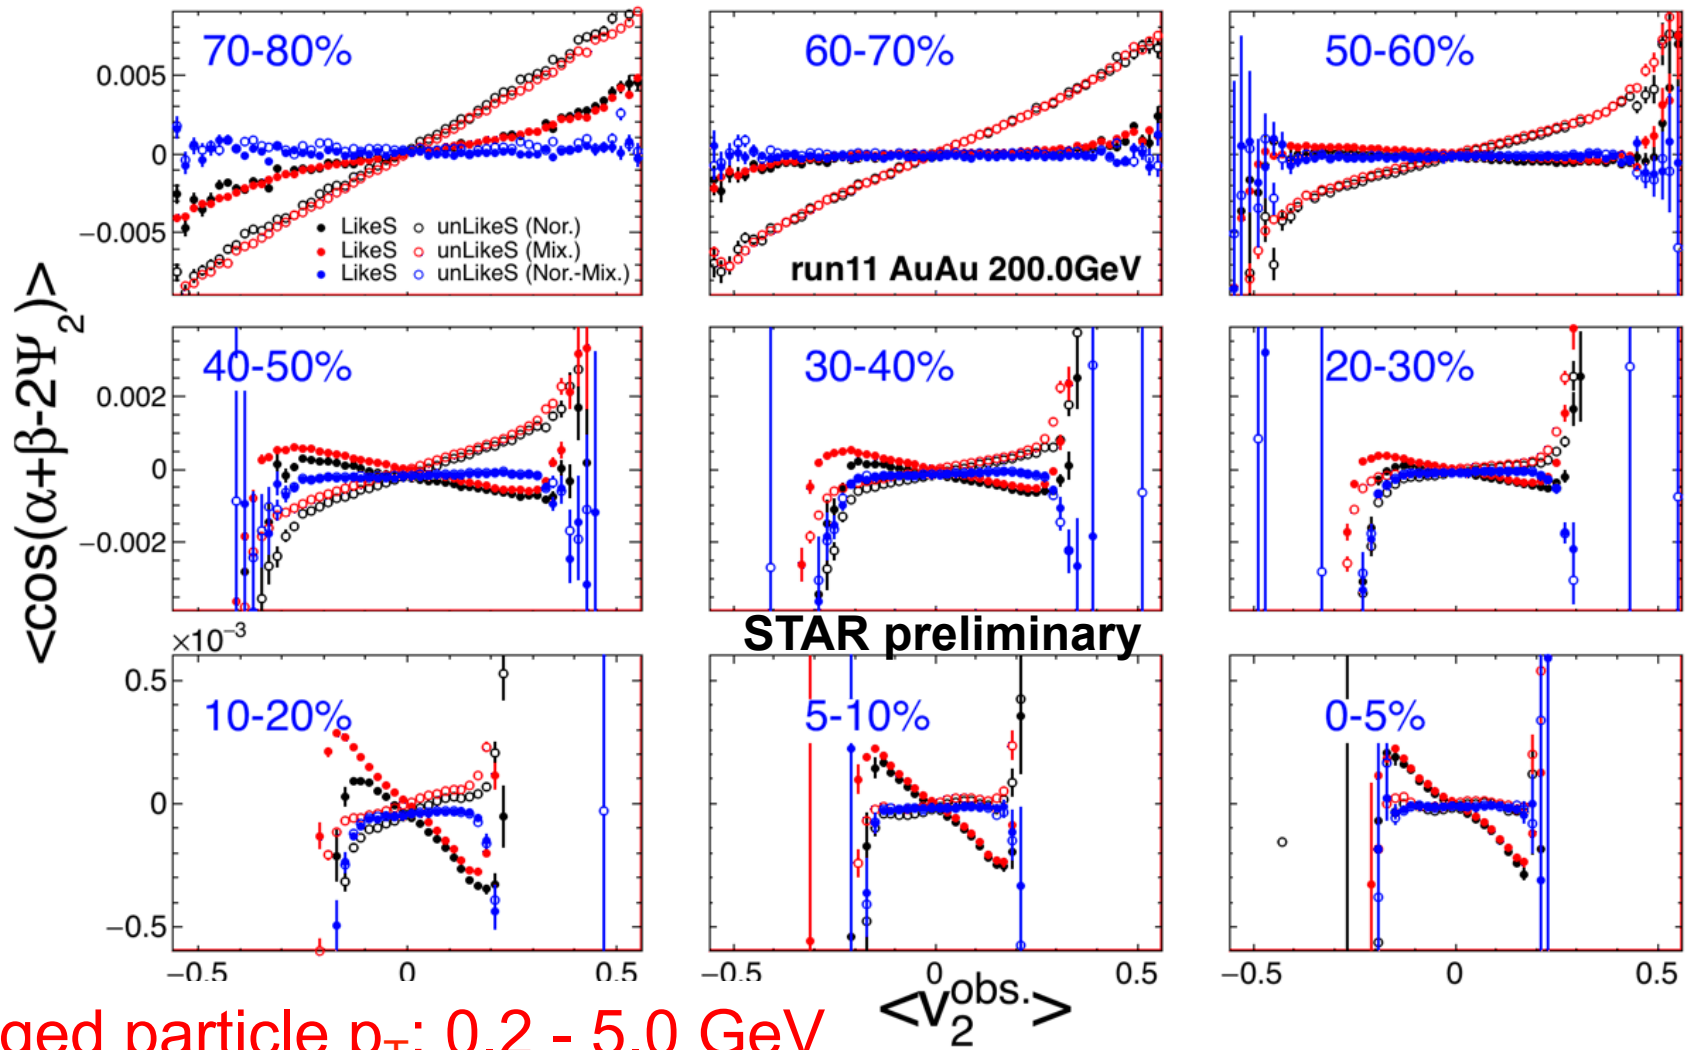 70-80%
60-70%
50-60%
0.005
0
−0.005
LikeS unLikeS (Nor.)
LikeS unLikeS (Mix.)
LikeS unLikeS (Nor.-Mix.)
run11 AuAu 200.0GeV
<cos(α+β-2Ψ₂)>
40-50%
30-40%
20-30%
0.002
0
−0.002
STAR preliminary
×10⁻³
10-20%
5-10%
0-5%
0.5
0
−0.5
−0.5 0 0.5
−0.5 0 0.5
−0.5 0 0.5
<v₂^obs.>
ged particle p_T: 0.2 - 5.0 GeV